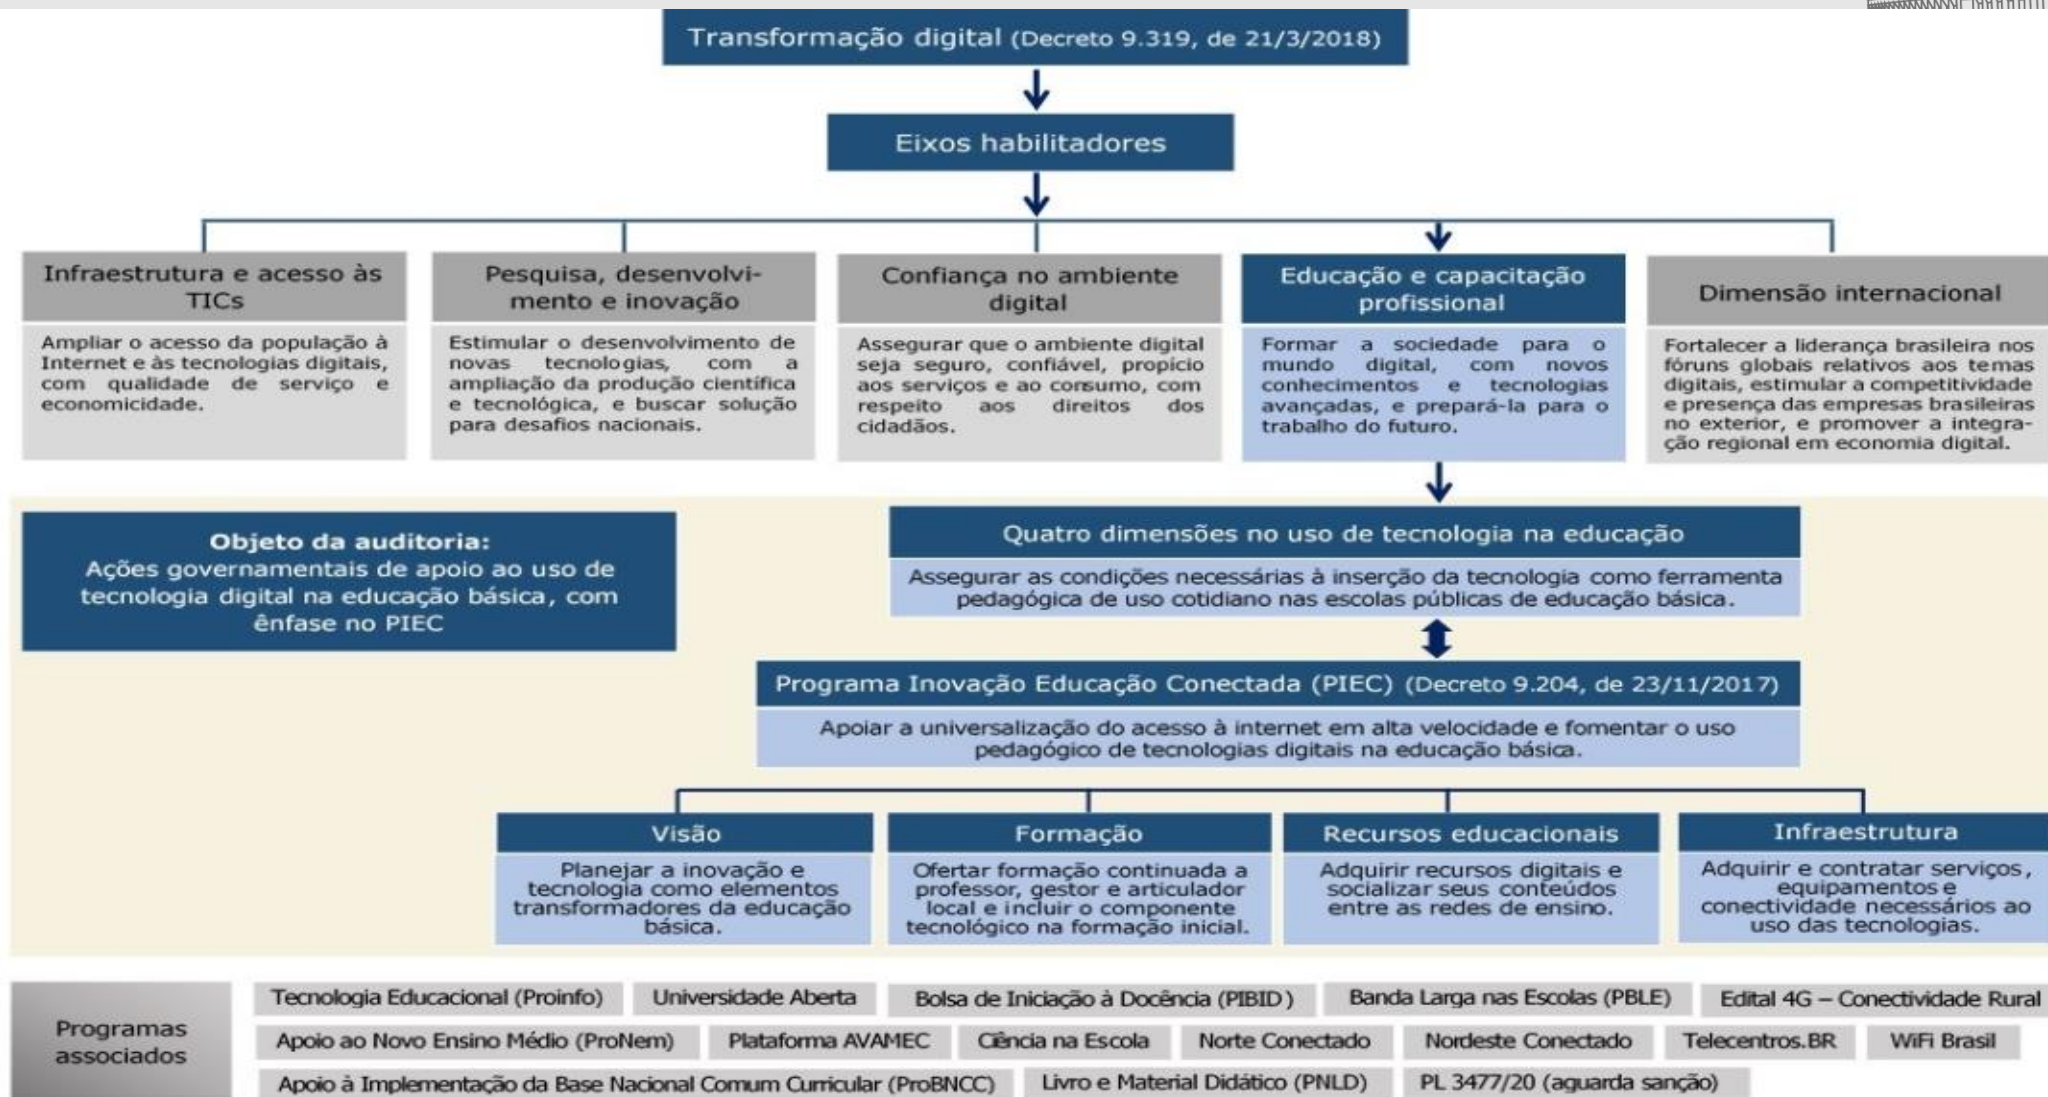 Transformação digital (Decreto 9.319, de 21/3/2018)
Eixos habilitadores
Infraestrutura e acesso às
TICs
Ampliar o acesso da população à
Internet e às tecnologias digitais,
com qualidade de serviço e
economicidade.
Pesquisa, desenvolvi-
mento e inovação
Estimular o desenvolvimento de
novas tecnologias, com a
ampliação da produção científica
e tecnológica, e buscar solução
para desafios nacionais.
Confiança no ambiente
digital
Assegurar que o ambiente digital
seja seguro, confiável, propício
aos serviços e ao consumo, com
respeito aos direitos dos
cidadãos.
Educação e capacitação
profissional
Formar a sociedade para o
mundo digital, com novos
conhecimentos e tecnologias
avançadas, e prepará-la para o
trabalho do futuro.
Dimensão internacional
Fortalecer a liderança brasileira nos
fóruns globais relativos aos temas
digitais, estimular a competitividade
e presença das empresas brasileiras
no exterior, e promover a integra-
ção regional em economia digital.
Objeto da auditoria:
Ações governamentais de apoio ao uso de
tecnologia digital na educação básica, com
ênfase no PIEC
Quatro dimensões no uso de tecnologia na educação
Assegurar as condições necessárias à inserção da tecnologia como ferramenta
pedagógica de uso cotidiano nas escolas públicas de educação básica.
Programa Inovação Educação Conectada (PIEC) (Decreto 9.204, de 23/11/2017)
Apoiar a universalização do acesso à internet em alta velocidade e fomentar o uso
pedagógico de tecnologias digitais na educação básica.
Visão
Planejar a inovação e
tecnologia como elementos
transformadores da educação
básica.
Formação
Ofertar formação continuada a
professor, gestor e articulador
local e incluir o componente
tecnológico na formação inicial.
Recursos educacionais
Adquirir recursos digitais e
socializar seus conteúdos
entre as redes de ensino.
Infraestrutura
Adquirir e contratar serviços,
equipamentos e
conectividade necessários ao
uso das tecnologias.
Programas
associados
Tecnologia Educacional (Proinfo)
Universidade Aberta
Bolsa de Iniciação à Docência (PIBID)
Banda Larga nas Escolas (PBLE)
Edital 4G – Conectividade Rural
Apoio ao Novo Ensino Médio (ProNem)
Plataforma AVAMEC
Ciência na Escola
Norte Conectado
Nordeste Conectado
Telecentros.BR
WiFi Brasil
Apoio à Implementação da Base Nacional Comum Curricular (ProBNCC)
Livro e Material Didático (PNLD)
PL 3477/20 (aguarda sanção)